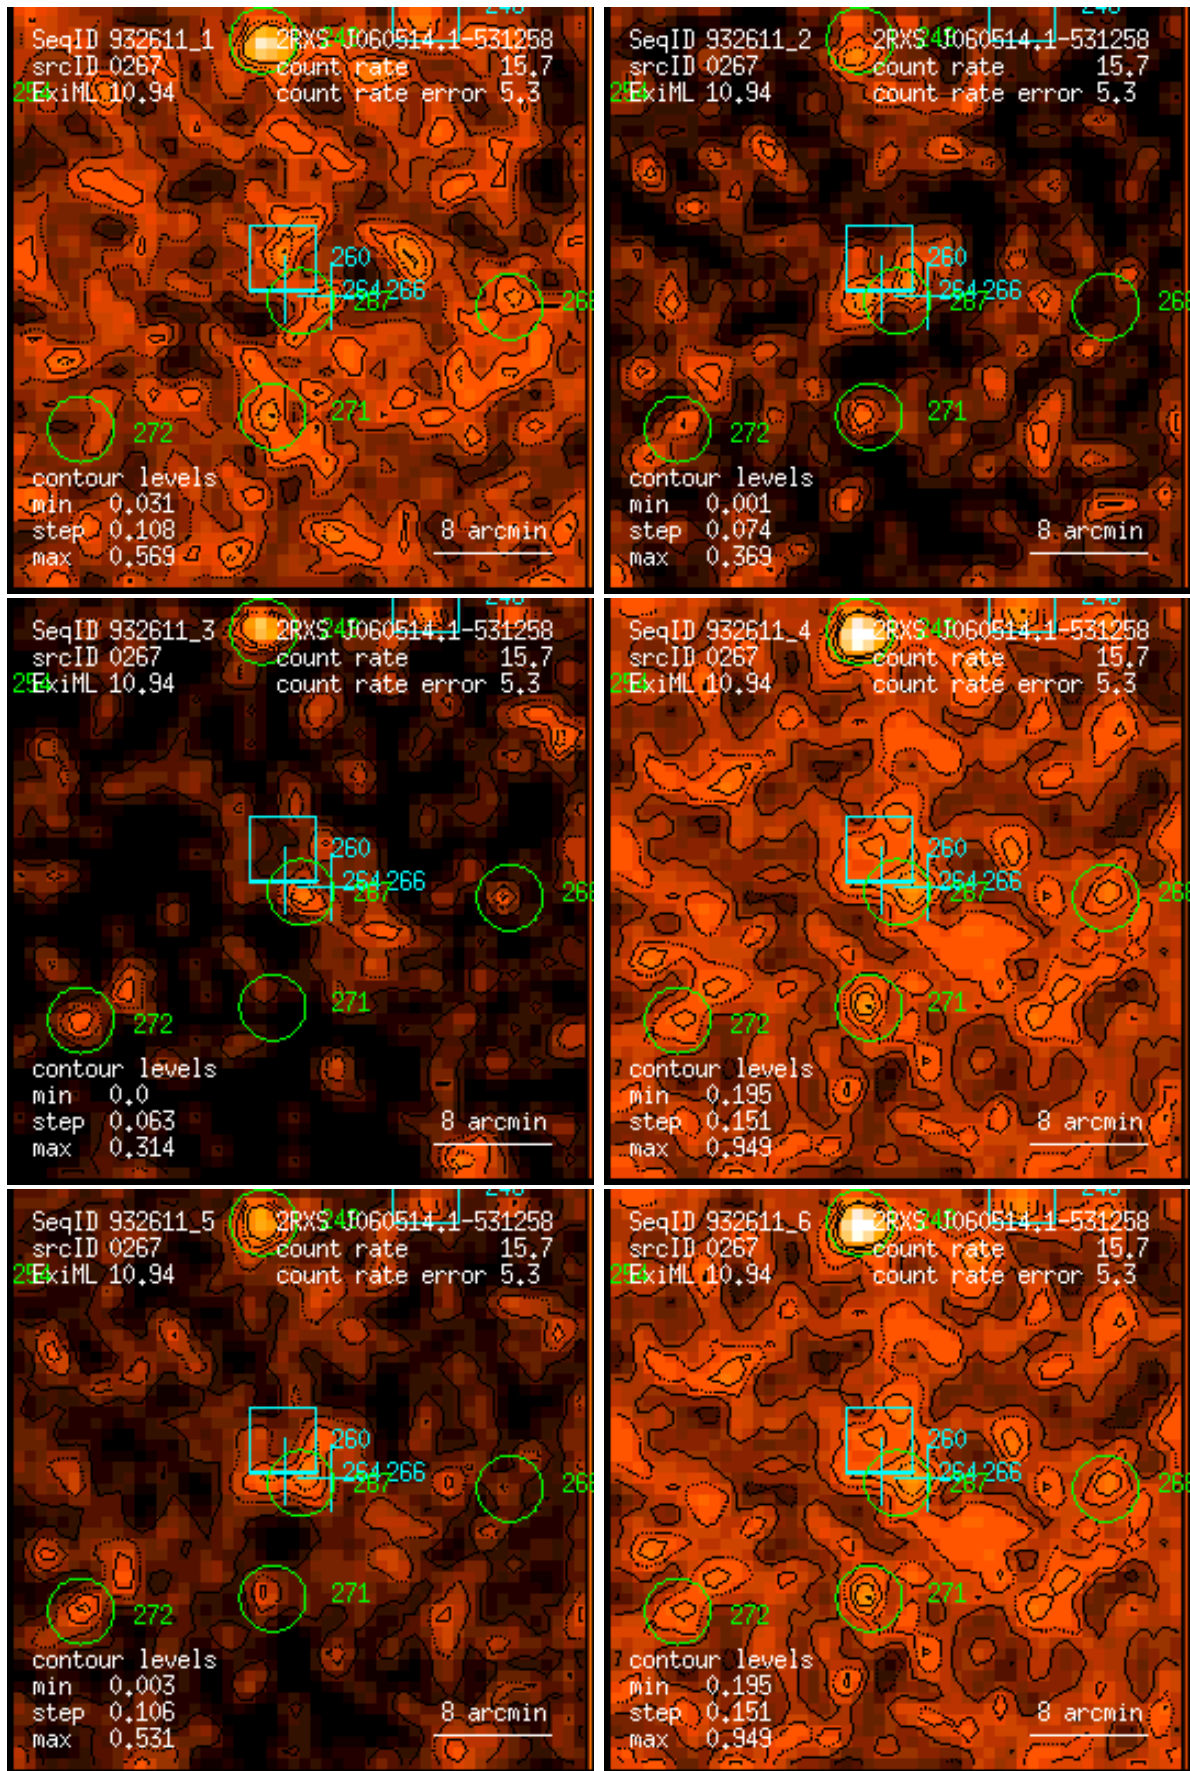 248
SeqID 932611_1 2RXS J060514.1-531258
srcID 0267 count rate 15.7
ExiML 10.94 count rate error 5.3
254
260
264 266
267
268
271
272
contour levels
min 0.031
step 0.108 8 arcmin
max 0.569
SeqID 932611_2 2RXS J060514.1-531258
srcID 0267 count rate 15.7
ExiML 10.94 count rate error 5.3
260
264 266
267
271
272
contour levels
min 0.001
step 0.074 8 arcmin
max 0.369
SeqID 932611_3 2RXS J060514.1-531258
srcID 0267 count rate 15.7
ExiML 10.94 count rate error 5.3
260
264 266
267
271
272
contour levels
min 0.0
step 0.063 8 arcmin
max 0.314
SeqID 932611_4 2RXS J060514.1-531258
srcID 0267 count rate 15.7
ExiML 10.94 count rate error 5.3
260
264 266
267
271
272
contour levels
min 0.195
step 0.151 8 arcmin
max 0.949
SeqID 932611_5 2RXS J060514.1-531258
srcID 0267 count rate 15.7
ExiML 10.94 count rate error 5.3
260
264 266
267
271
272
contour levels
min 0.003
step 0.106 8 arcmin
max 0.531
SeqID 932611_6 2RXS J060514.1-531258
srcID 0267 count rate 15.7
ExiML 10.94 count rate error 5.3
260
264 266
267
271
272
contour levels
min 0.195
step 0.151 8 arcmin
max 0.949